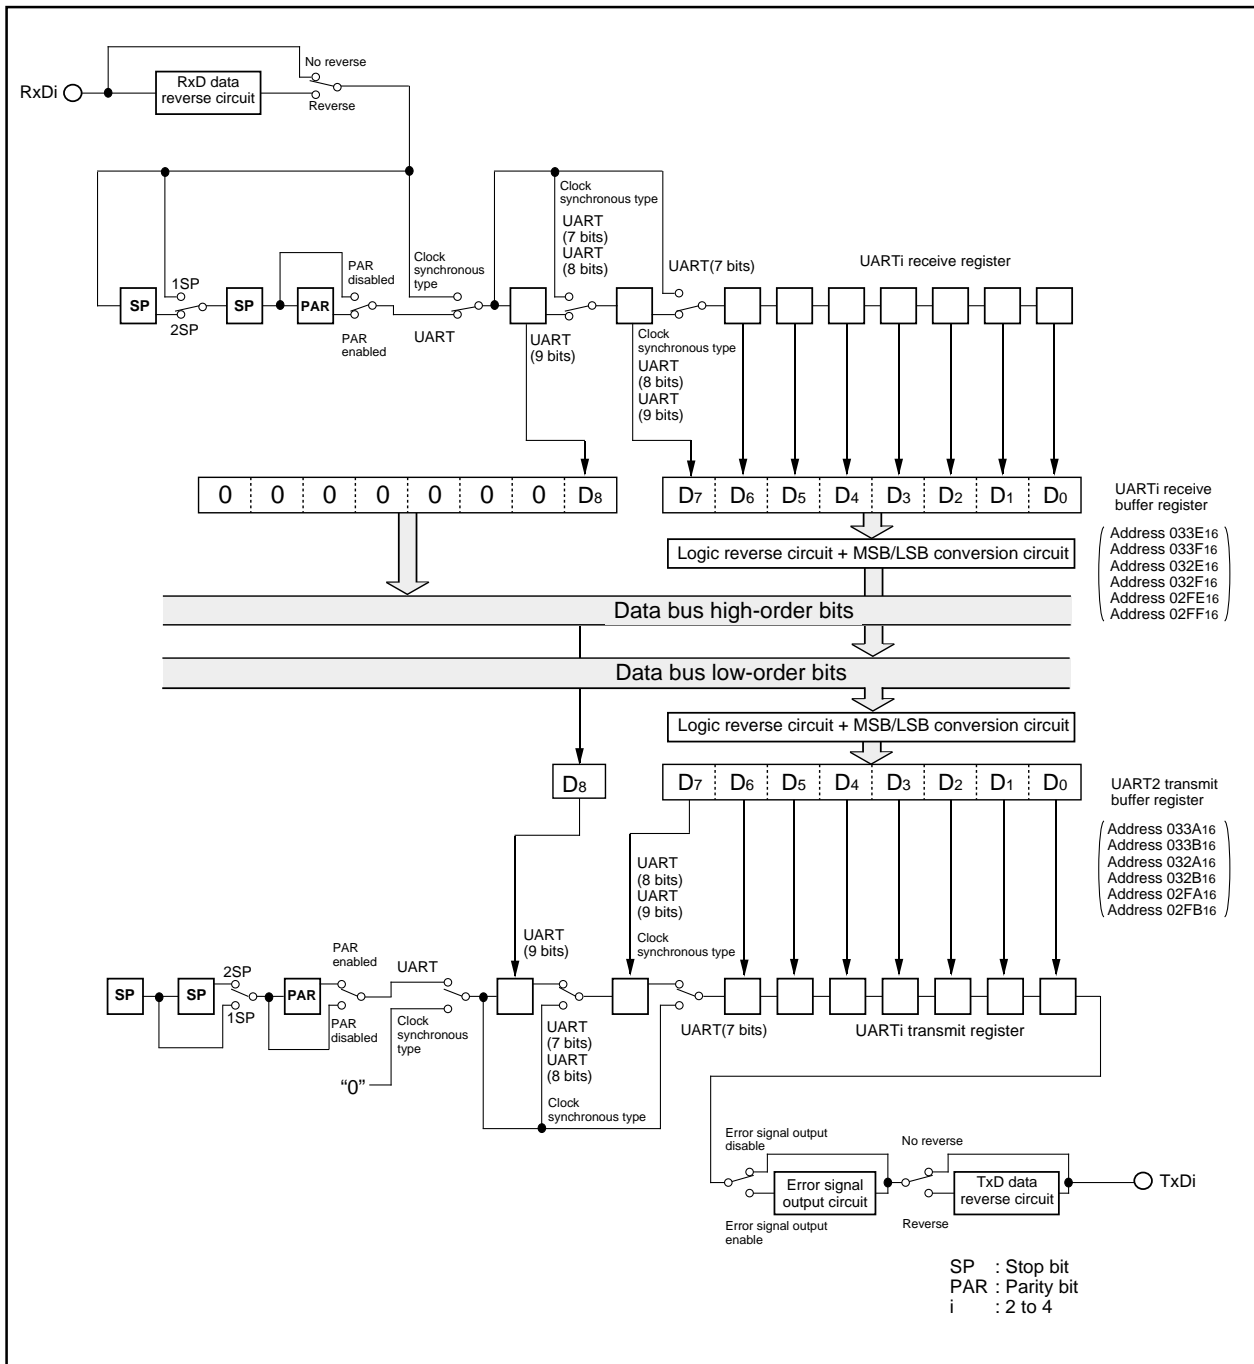 No reverse
RxDi
RxD data
reverse circuit
Reverse
Clock
synchronous type
UART
(7 bits)
UART
(8 bits)
UART(7 bits)
UARTi receive register
PAR
disabled
Clock
synchronous
type
1SP
SP
SP
PAR
2SP
PAR
enabled
UART
UART
(9 bits)
Clock
synchronous type
UART
(8 bits)
UART
(9 bits)
0 0 0 0 0 0 0 D8
D7 D6 D5 D4 D3 D2 D1 D0
UARTi receive
buffer register
Logic reverse circuit + MSB/LSB conversion circuit
Address 033E16
Address 033F16
Address 032E16
Address 032F16
Address 02FE16
Address 02FF16
Data bus high-order bits
Data bus low-order bits
Logic reverse circuit + MSB/LSB conversion circuit
D8
D7 D6 D5 D4 D3 D2 D1 D0
UART2 transmit
buffer register
Address 033A16
Address 033B16
Address 032A16
Address 032B16
Address 02FA16
Address 02FB16
UART
(8 bits)
UART
(9 bits)
Clock
synchronous type
UART
(9 bits)
PAR
enabled
UART
2SP
SP
SP
PAR
1SP
PAR
disabled
Clock
synchronous
type
"0"
UART
(7 bits)
UART
(8 bits)
Clock
synchronous type
UART(7 bits)
UARTi transmit register
Error signal output
disable
No reverse
Error signal
output circuit
TxD data
reverse circuit
TxDi
Error signal output
enable
Reverse
SP : Stop bit
PAR : Parity bit
i : 2 to 4